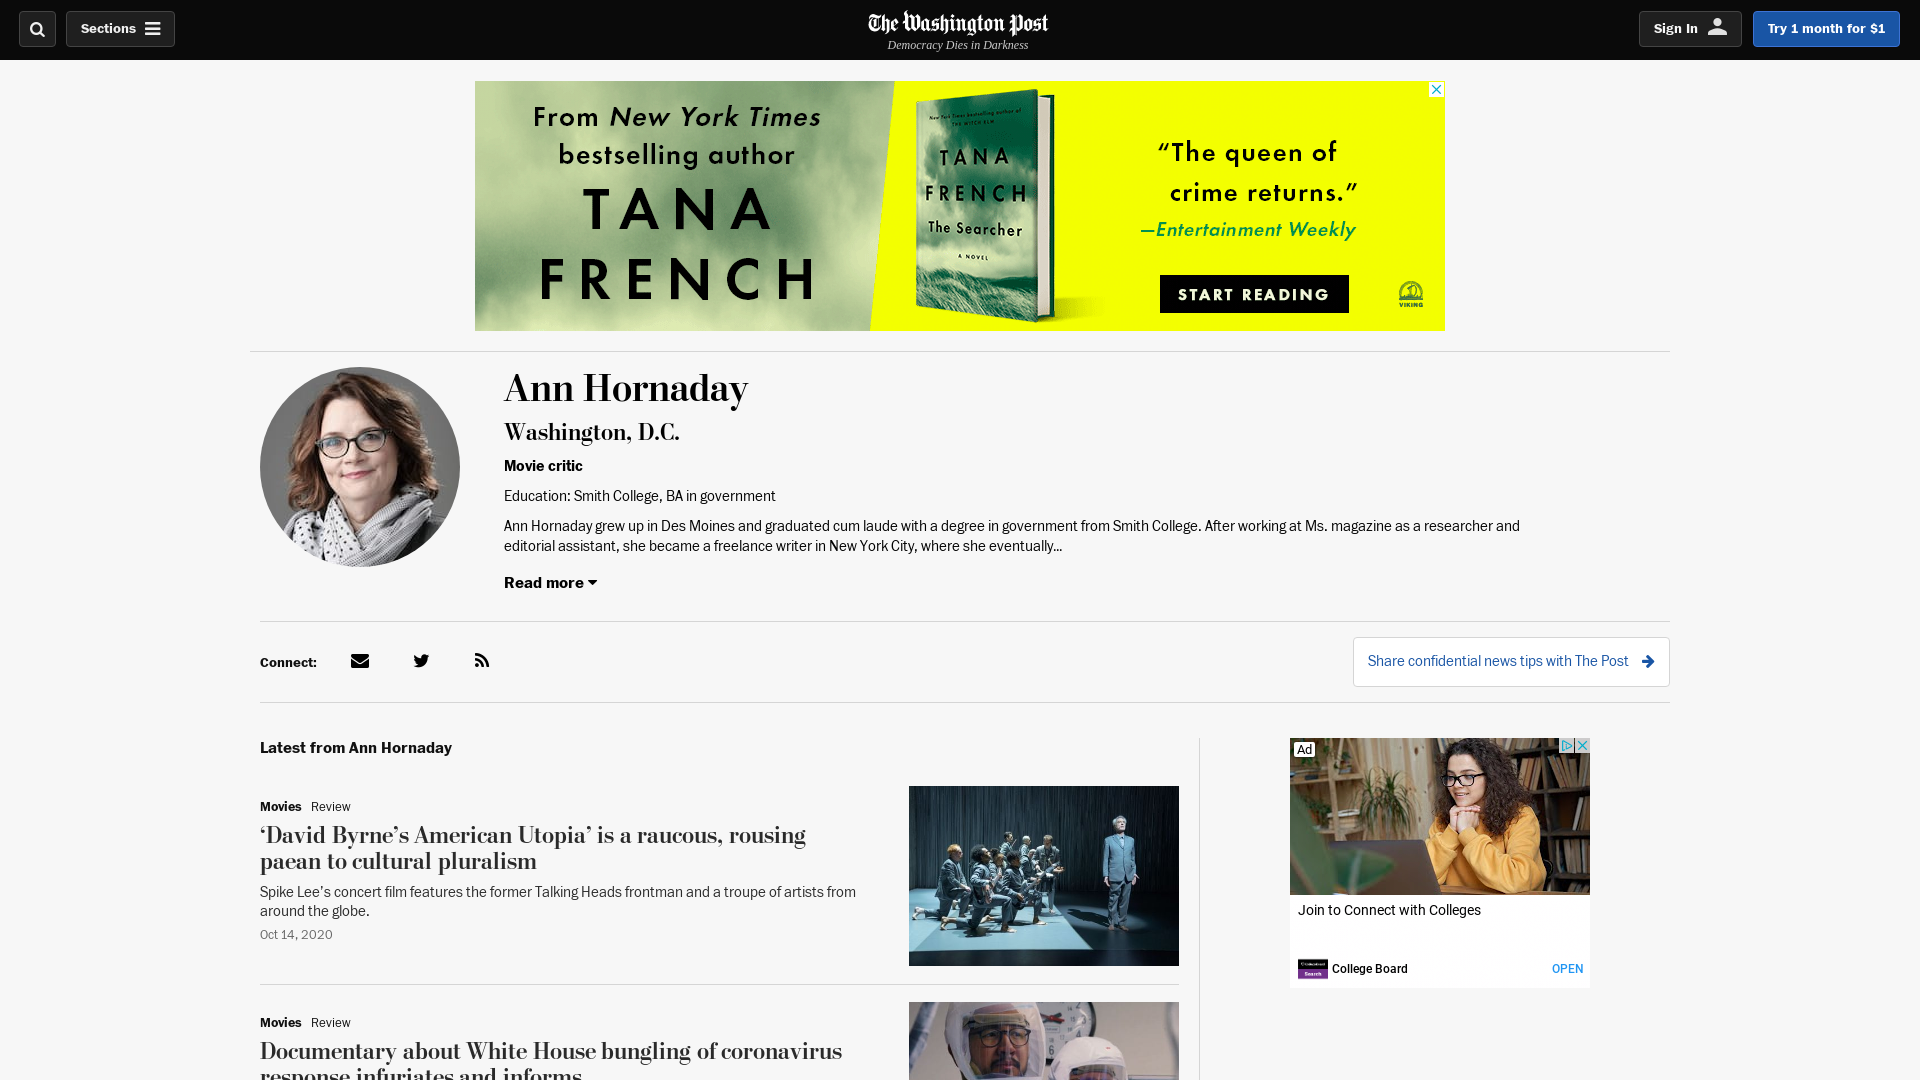 Sections
The Washington Post
Democracy Dies in Darkness
Sign In
Try 1 month for $1
From New York Times
bestselling author
TANA
FRENCH
New York Times bestselling author of
THE WITCH ELM
TANA
FRENCH
The Searcher
A NOVEL
“The queen of
crime returns.”
—Entertainment Weekly
START READING
VIKING
Ann Hornaday
Washington, D.C.
Movie critic
Education: Smith College, BA in government
Ann Hornaday grew up in Des Moines and graduated cum laude with a degree in government from Smith College. After working at Ms. magazine as a researcher and
editorial assistant, she became a freelance writer in New York City, where she eventually...
Read more
Connect:
Share confidential news tips with The Post
Latest from Ann Hornaday
Movies Review
‘David Byrne’s American Utopia’ is a raucous, rousing
paean to cultural pluralism
Spike Lee’s concert film features the former Talking Heads frontman and a troupe of artists from
around the globe.
Oct 14, 2020
Movies Review
Documentary about White House bungling of coronavirus
response infuriates and informs
Ad
Join to Connect with Colleges
College Board
OPEN